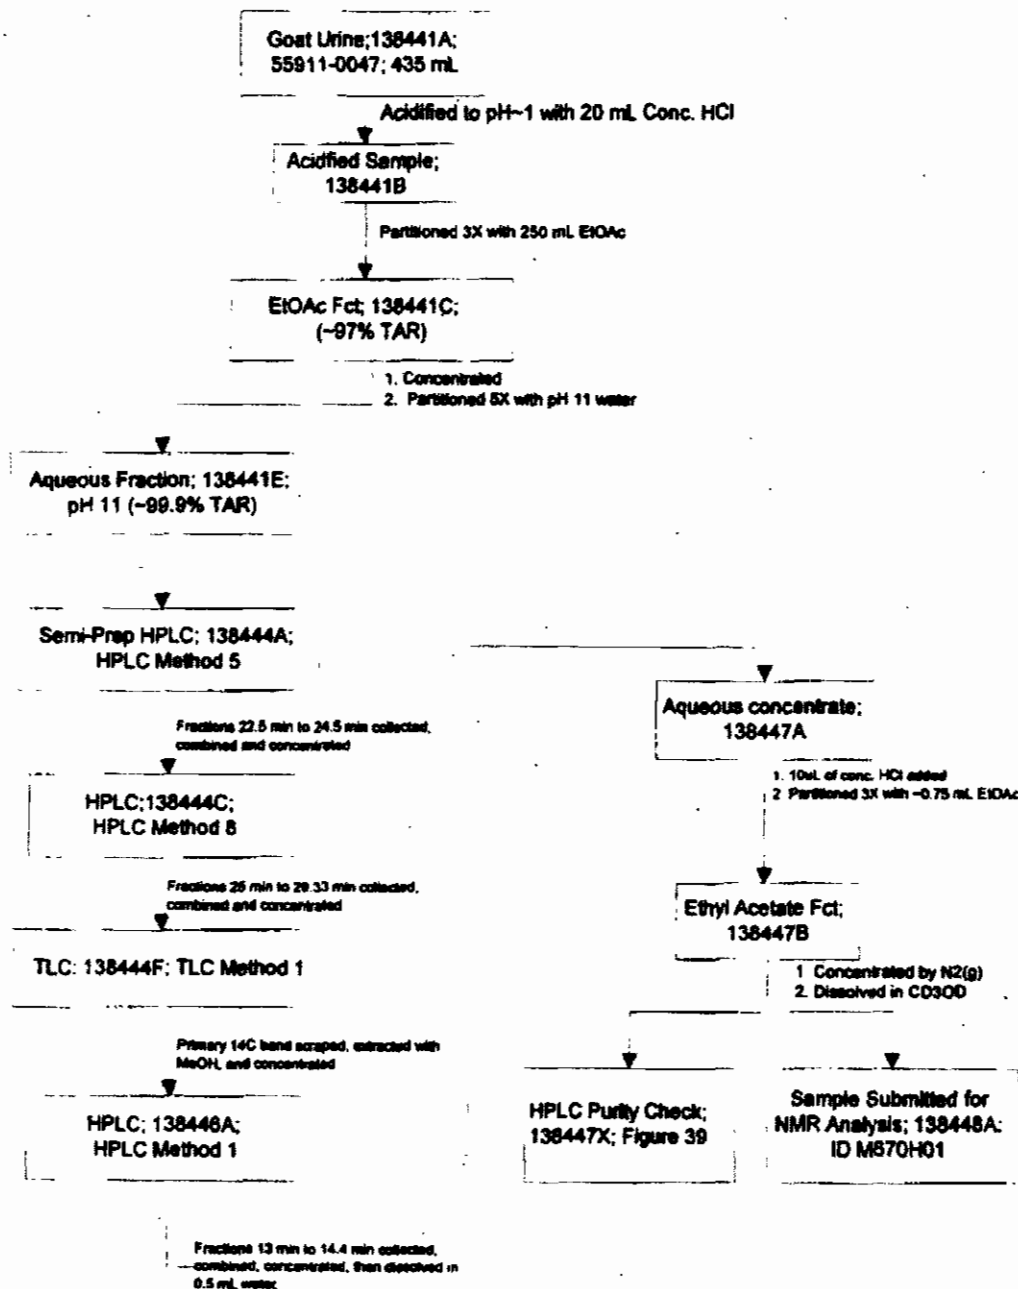 Goat Urine;138441A;
55911-0047; 435 mL
Acidified to pH~1 with 20 mL Conc. HCl
Acidfied Sample;
138441B
Partitioned 3X with 250 mL EtOAc
EtOAc Fct; 138441C;
(~97% TAR)
1. Concentrated
2. Partitioned 5X with pH 11 water
Aqueous Fraction; 138441E;
pH 11 (~99.9% TAR)
Semi-Prep HPLC; 138444A;
HPLC Method 5
Fractions 22.5 min to 24.5 min collected,
combined and concentrated
HPLC;138444C;
HPLC Method 8
Fractions 25 min to 29.33 min collected,
combined and concentrated
TLC: 138444F; TLC Method 1
Primary 14C band scraped, extracted with
MeOH, and concentrated
HPLC; 138446A;
HPLC Method 1
Fractions 13 min to 14.4 min collected,
combined, concentrated, then dissolved in
0.5 mL water.
Aqueous concentrate;
138447A
1. 10uL of conc. HCl added
2 Partitioned 3X with ~0.75 mL EtOAc
Ethyl Acetate Fct;
138447B
1 Concentrated by N2(g)
2. Dissolved in CD3OD
HPLC Purity Check;
138447X; Figure 39
Sample Submitted for
NMR Analysis; 138448A:
ID M670H01